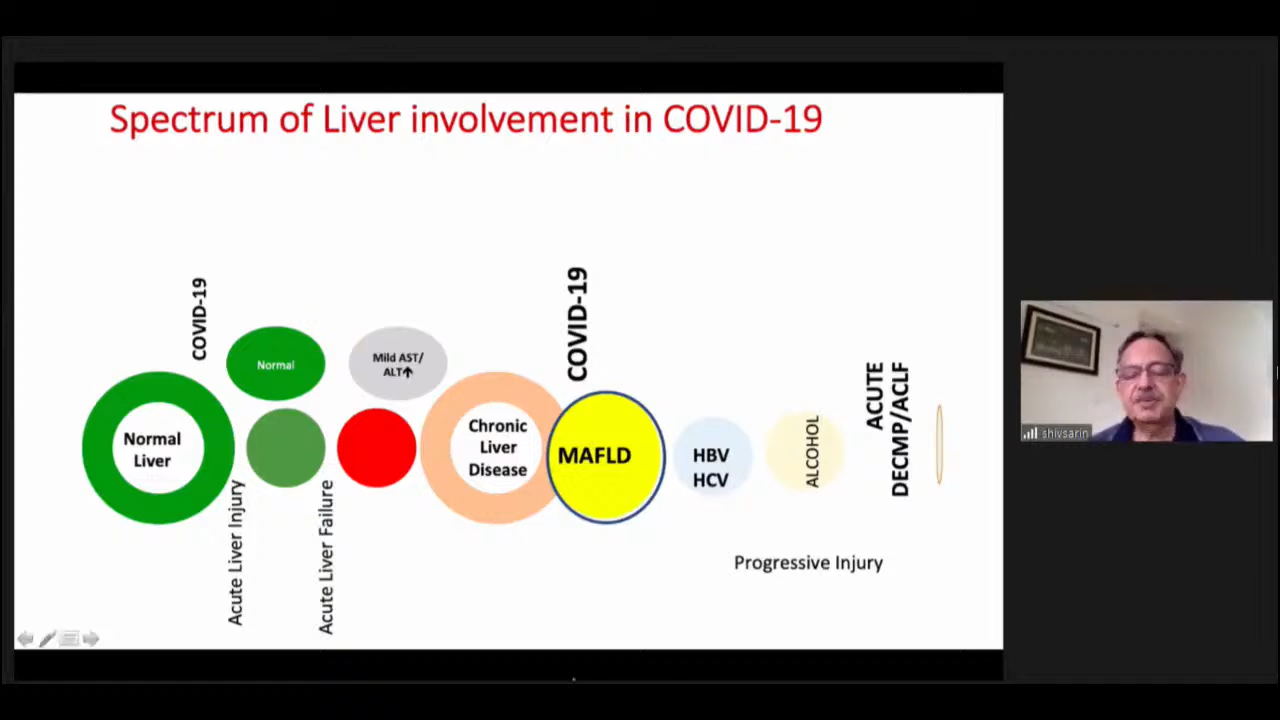 Spectrum of Liver involvement in COVID-19
COVID-19
Normal
Mild AST/
ALT↑
Normal
Liver
Acute Liver Injury
Acute Liver Failure
Chronic
Liver
Disease
COVID-19
MAFLD
HBV
HCV
ALCOHOL
ACUTE
DECMP/ACLF
Progressive Injury
shivsarin